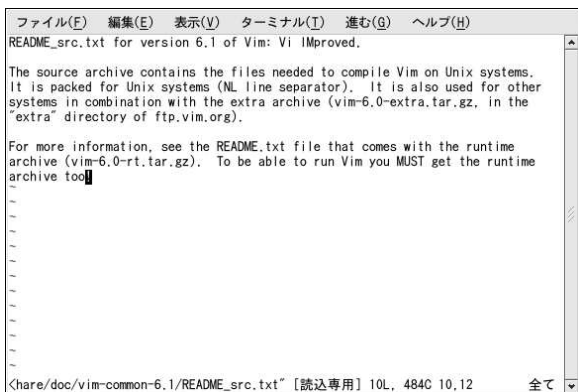 ファイル(F) 編集(E) 表示(V) ターミナル(T) 進む(G) ヘルプ(H)
README_src.txt for version 6.1 of Vim: Vi IMproved.

The source archive contains the files needed to compile Vim on Unix systems.
It is packed for Unix systems (NL line separator).  It is also used for other
systems in combination with the extra archive (vim-6.0-extra.tar.gz, in the
"extra" directory of ftp.vim.org).

For more information, see the README.txt file that comes with the runtime
archive (vim-6.0-rt.tar.gz).  To be able to run Vim you MUST get the runtime
archive too!
~
~
~
~
~
~
~
~
~
~
~
~
~
<hare/doc/vim-common-6.1/README_src.txt" [読込専用] 10L, 484C 10,12 全て